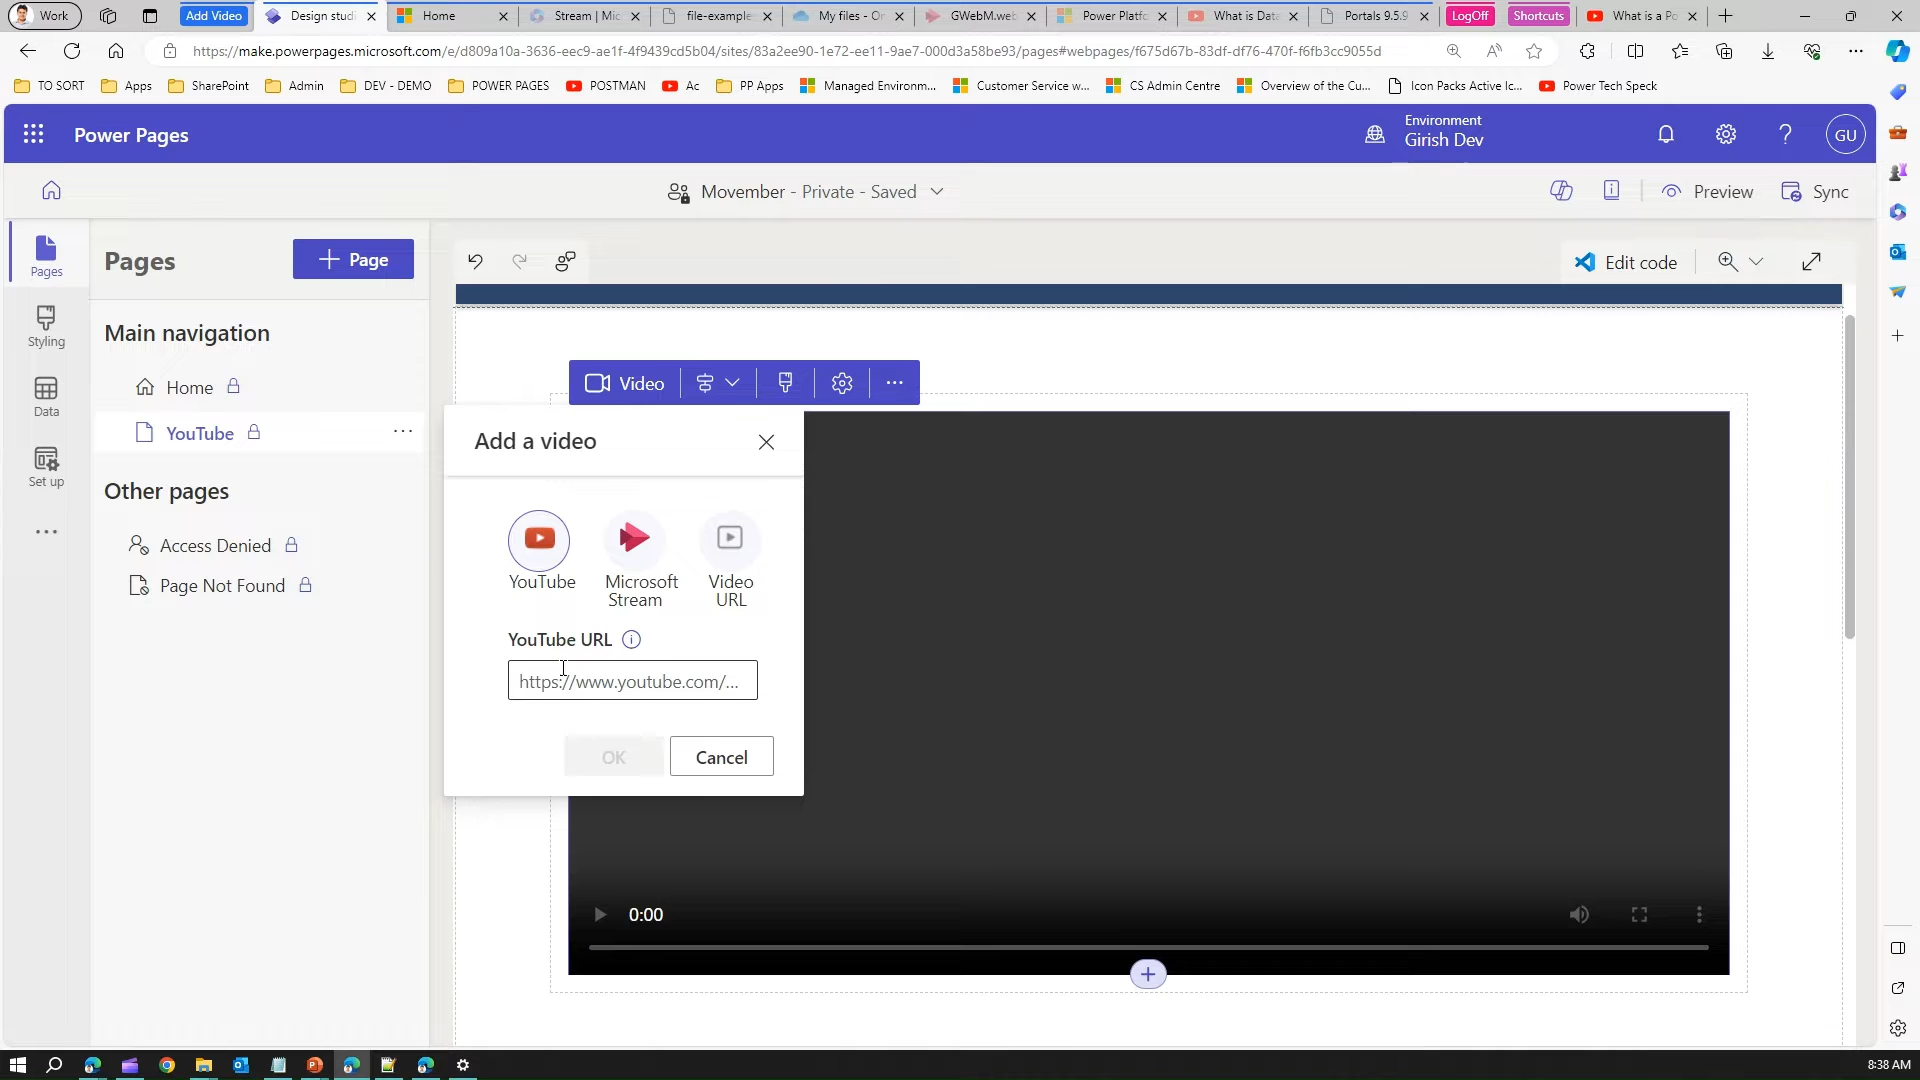 Work
Add Video
Design studi
Home
Stream | Mic
file-example
My files - On
GWebM.web
Power Platfo
What is Data
Portals 9.5.9
LogOff
Shortcuts
What is a Po
https://make.powerpages.microsoft.com/e/d809a10a-3636-eec9-ae1f-4f9439cd5b04/sites/83a2ee90-1e72-ee11-9ae7-000d3a58be93/pages#webpages/f675d67b-83df-df76-470f-f6fb3cc9055d
TO SORT
Apps
SharePoint
Admin
DEV - DEMO
POWER PAGES
POSTMAN
Ac
PP Apps
Managed Environm...
Customer Service w...
CS Admin Centre
Overview of the Cu...
Icon Packs Active Ic...
Power Tech Speck
Power Pages
Environment
Girish Dev
GU
Movember - Private - Saved
Preview
Sync
Pages
Styling
Data
Set up
Pages
Page
Main navigation
Home
YouTube
Other pages
Access Denied
Page Not Found
Edit code
Video
Add a video
YouTube
Microsoft
Stream
Video
URL
YouTube URL
https://www.youtube.com/...
OK
Cancel
0:00
8:38 AM